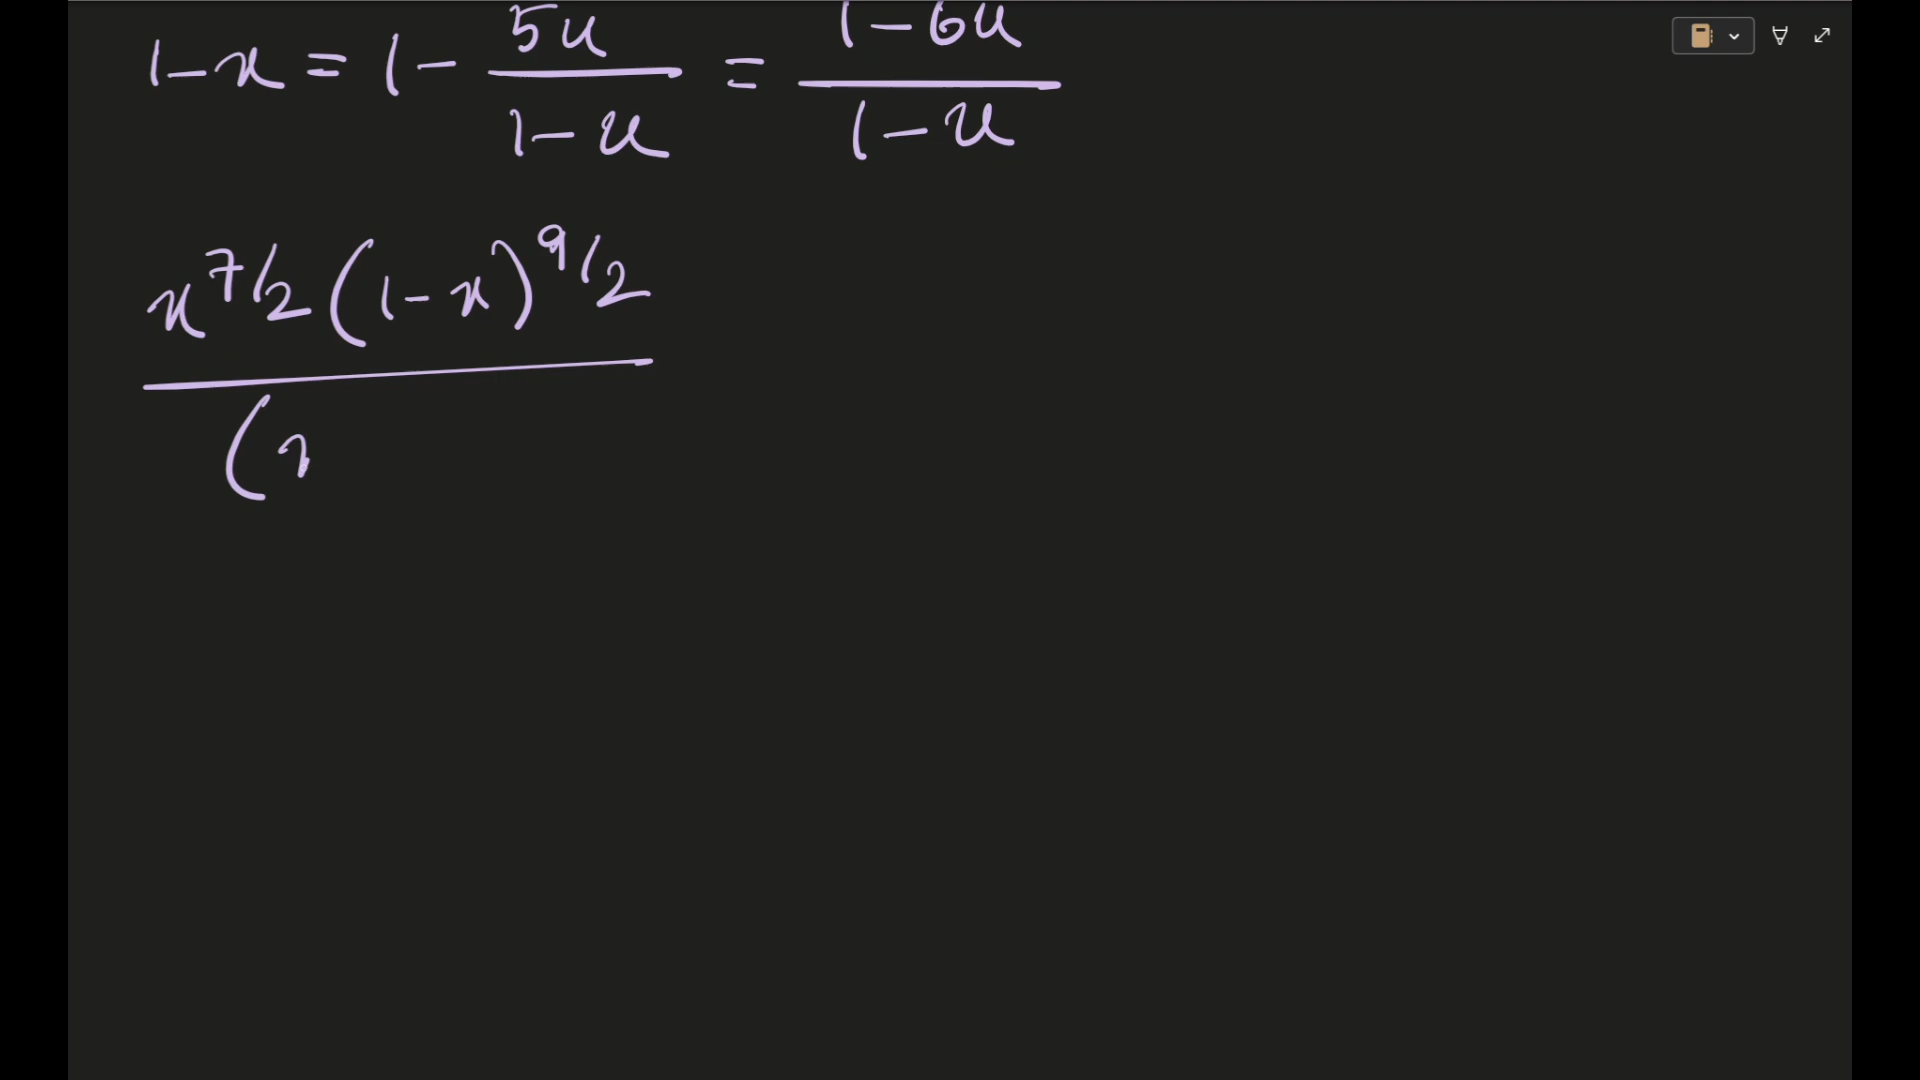 1-x = 1 - 5u/(1-u) = (1-6u)/(1-u)
x^{7/2} (1-x)^{9/2}
(x